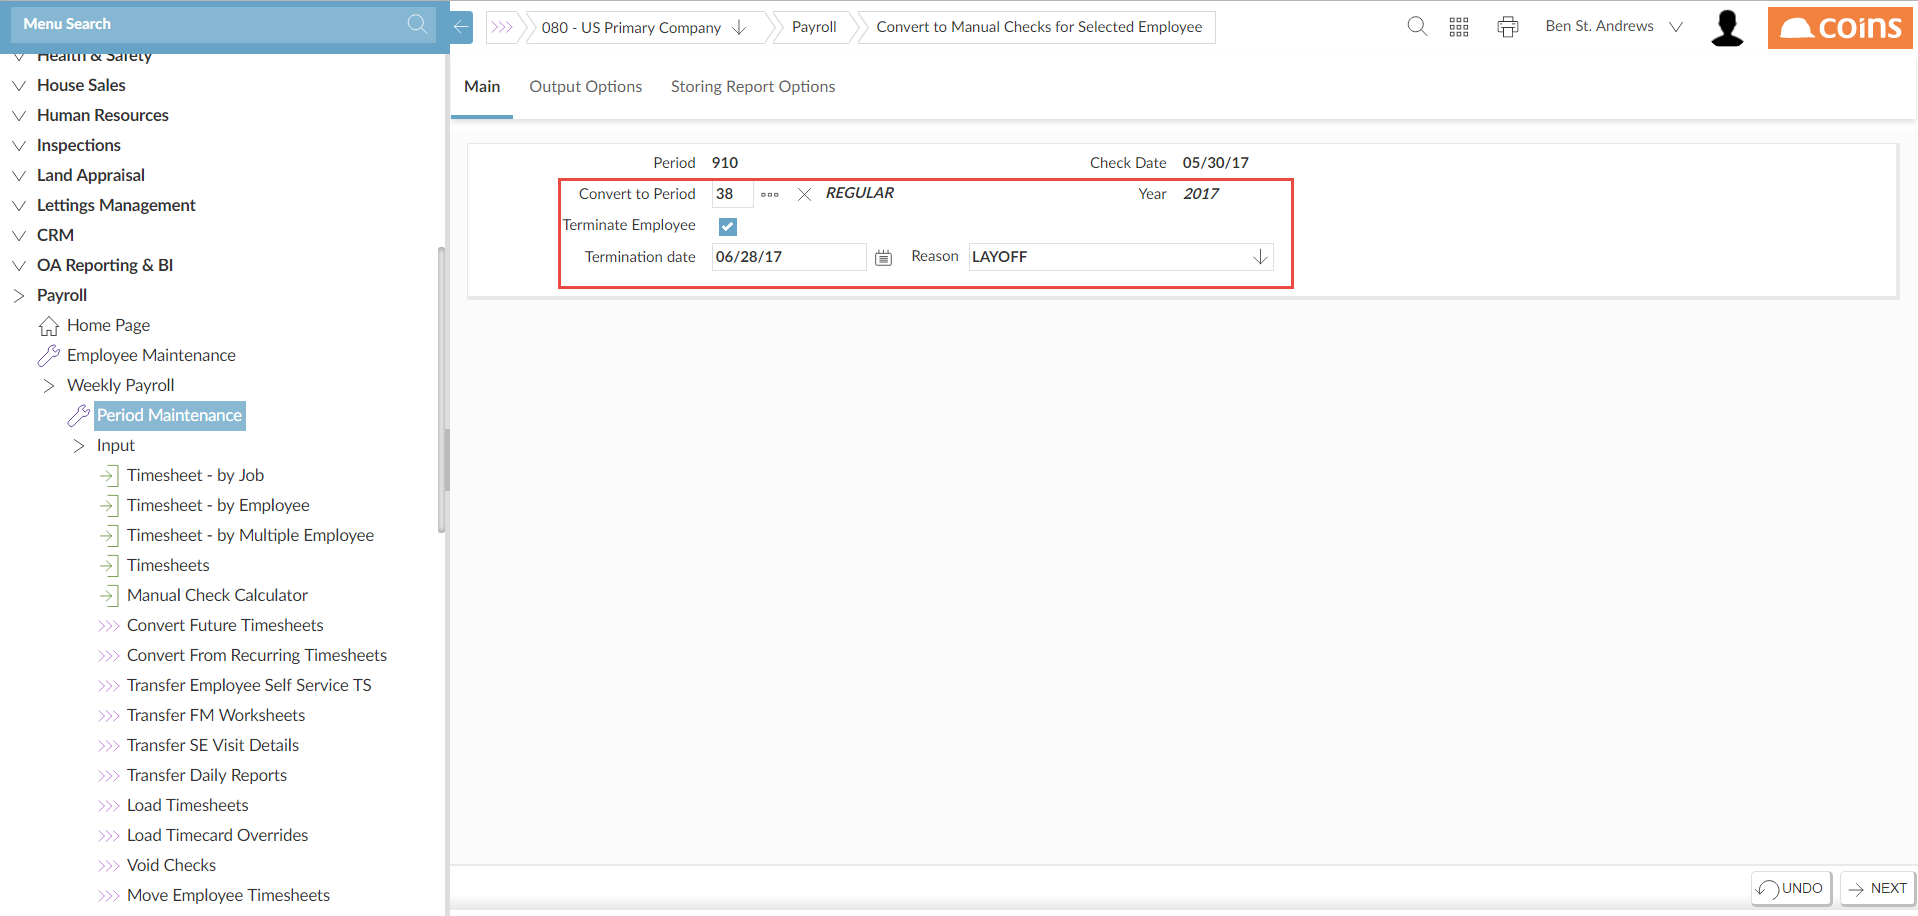 Menu Search
080 - US Primary Company
Payroll
Convert to Manual Checks for Selected Employee
Ben St. Andrews
coins
Health & Safety
House Sales
Human Resources
Inspections
Land Appraisal
Lettings Management
CRM
OA Reporting & BI
Payroll
Home Page
Employee Maintenance
Weekly Payroll
Period Maintenance
Input
Timesheet - by Job
Timesheet - by Employee
Timesheet - by Multiple Employee
Timesheets
Manual Check Calculator
Convert Future Timesheets
Convert From Recurring Timesheets
Transfer Employee Self Service TS
Transfer FM Worksheets
Transfer SE Visit Details
Transfer Daily Reports
Load Timesheets
Load Timecard Overrides
Void Checks
Move Employee Timesheets
Main Output Options Storing Report Options
Period 910 Check Date 05/30/17
Convert to Period 38 REGULAR Year 2017
Terminate Employee
Termination date 06/28/17 Reason LAYOFF
UNDO NEXT